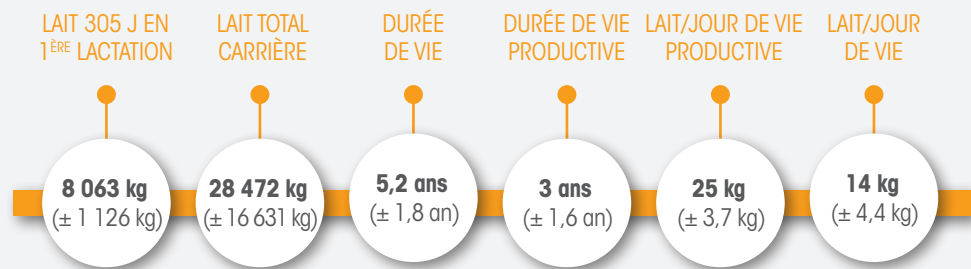 LAIT 305 J EN
1ÈRE LACTATION
LAIT TOTAL
CARRIÈRE
DURÉE
DE VIE
DURÉE DE VIE
PRODUCTIVE
LAIT/JOUR DE VIE
PRODUCTIVE
LAIT/JOUR
DE VIE
8 063 kg
(± 1 126 kg)
28 472 kg
(± 16 631 kg)
5,2 ans
(± 1,8 an)
3 ans
(± 1,6 an)
25 kg
(± 3,7 kg)
14 kg
(± 4,4 kg)